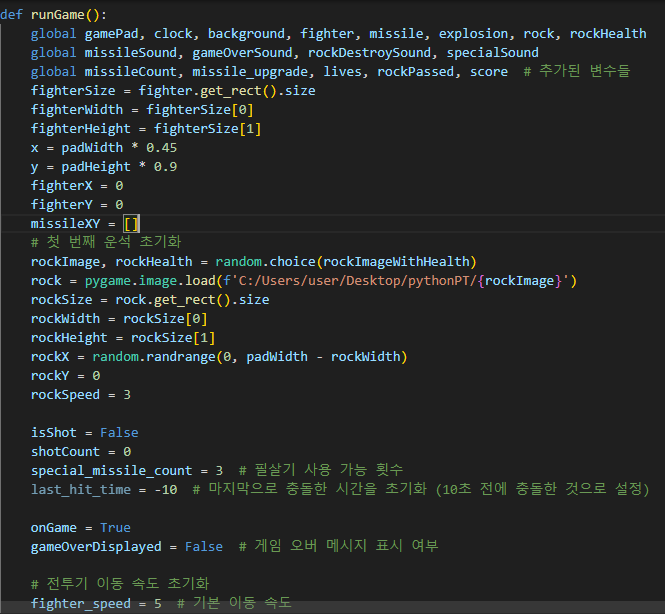 def runGame():
    global gamePad, clock, background, fighter, missile, explosion, rock, rockHealth
    global missileSound, gameOverSound, rockDestroySound, specialSound
    global missileCount, missile_upgrade, lives, rockPassed, score  # 추가된 변수들
    fighterSize = fighter.get_rect().size
    fighterWidth = fighterSize[0]
    fighterHeight = fighterSize[1]
    x = padWidth * 0.45
    y = padHeight * 0.9
    fighterX = 0
    fighterY = 0
    missileXY = []
    # 첫 번째 운석 초기화
    rockImage, rockHealth = random.choice(rockImageWithHealth)
    rock = pygame.image.load(f'C:/Users/user/Desktop/pythonPT/{rockImage}')
    rockSize = rock.get_rect().size
    rockWidth = rockSize[0]
    rockHeight = rockSize[1]
    rockX = random.randrange(0, padWidth - rockWidth)
    rockY = 0
    rockSpeed = 3

    isShot = False
    shotCount = 0
    special_missile_count = 3  # 필살기 사용 가능 횟수
    last_hit_time = -10  # 마지막으로 충돌한 시간을 초기화 (10초 전에 충돌한 것으로 설정)

    onGame = True
    gameOverDisplayed = False  # 게임 오버 메시지 표시 여부

    # 전투기 이동 속도 초기화
    fighter_speed = 5  # 기본 이동 속도